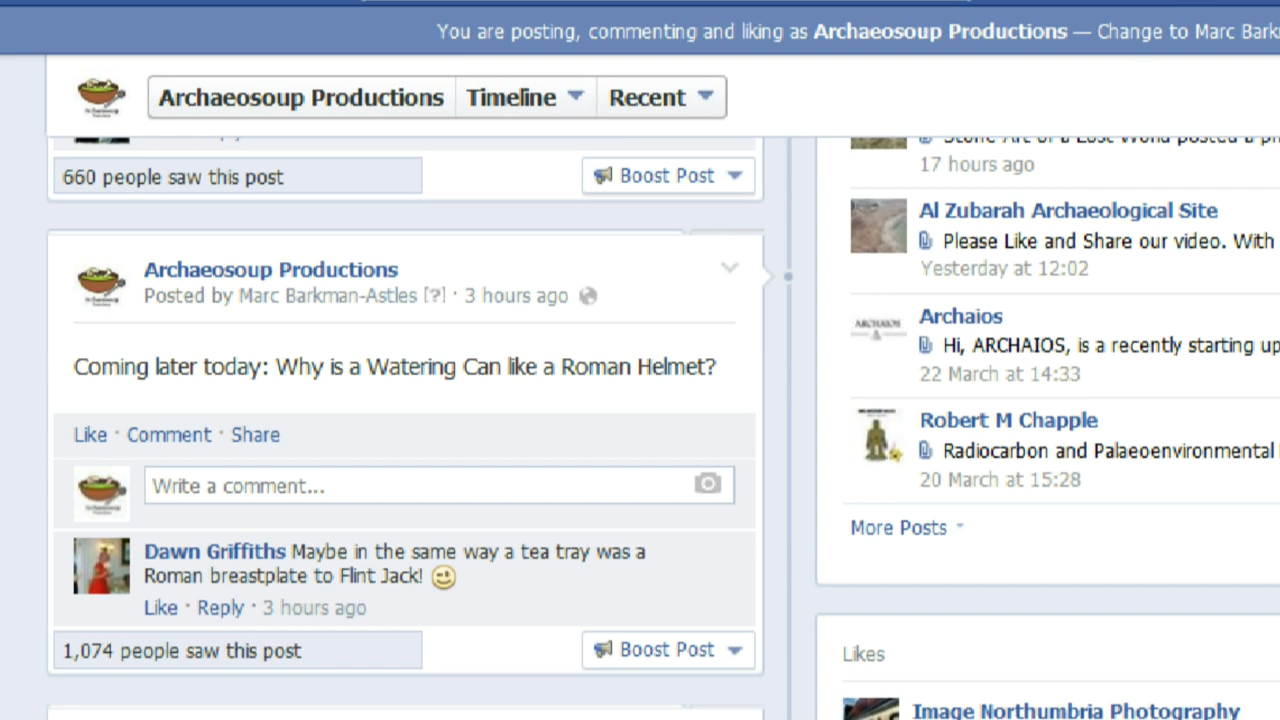 You are posting, commenting and liking as Archaeosoup Productions — Change to Marc
Archaeosoup Productions Timeline Recent
660 people saw this post
Boost Post
Archaeosoup Productions
Posted by Marc Barkman-Astles [?] · 3 hours ago
Coming later today: Why is a Watering Can like a Roman Helmet?
Like · Comment · Share
Write a comment...
Dawn Griffiths Maybe in the same way a tea tray was a
Roman breastplate to Flint Jack!
Like · Reply · 3 hours ago
1,074 people saw this post
Boost Post
17 hours ago
Al Zubarah Archaeological Site
Please Like and Share our video. With
Yesterday at 12:02
ARCHAIOS
Archaios
Hi, ARCHAIOS, is a recently starting up
22 March at 14:33
Robert M Chapple
Radiocarbon and Palaeoenvironmental
20 March at 15:28
More Posts
Likes
Image Northumbria Photography